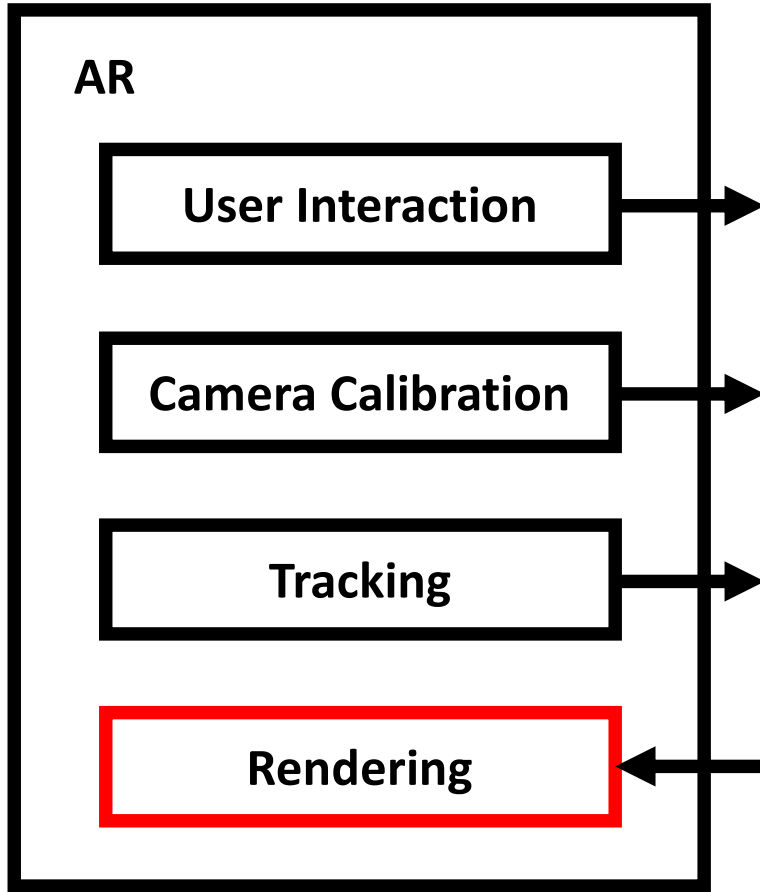 AR
User Interaction
Camera Calibration
Tracking
Rendering